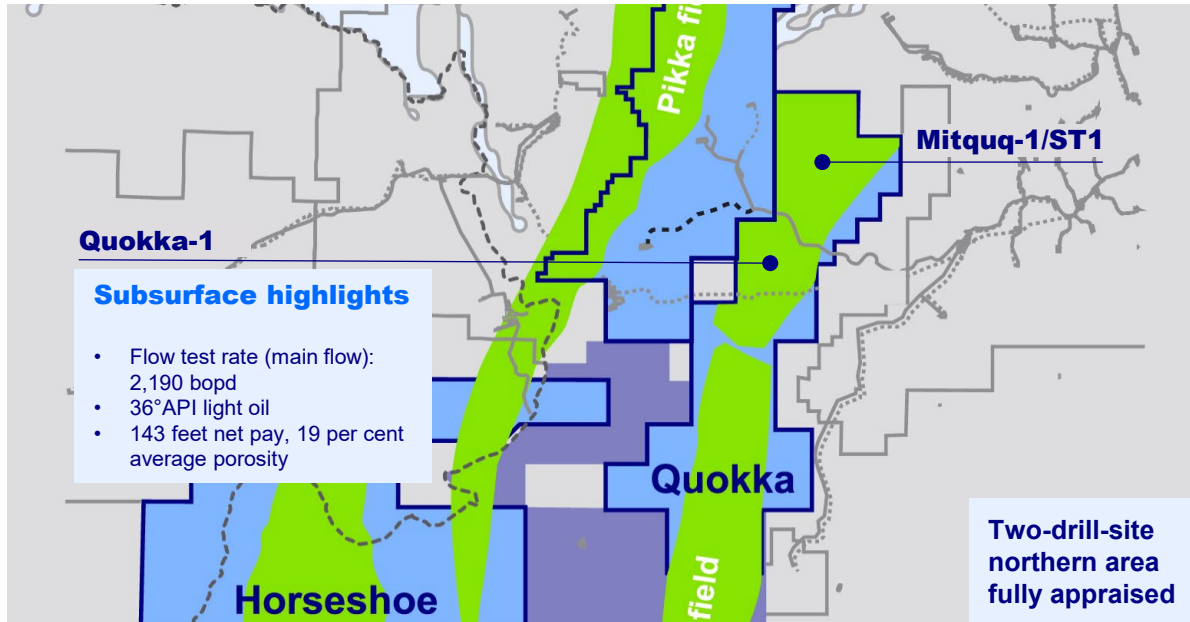 Pikka fi
Mitquq-1/ST1
Quokka-1
Subsurface highlights
• Flow test rate (main flow):
2,190 bopd
• 36°API light oil
• 143 feet net pay, 19 per cent
average porosity
Quokka
field
Horseshoe
Two-drill-site
northern area
fully appraised